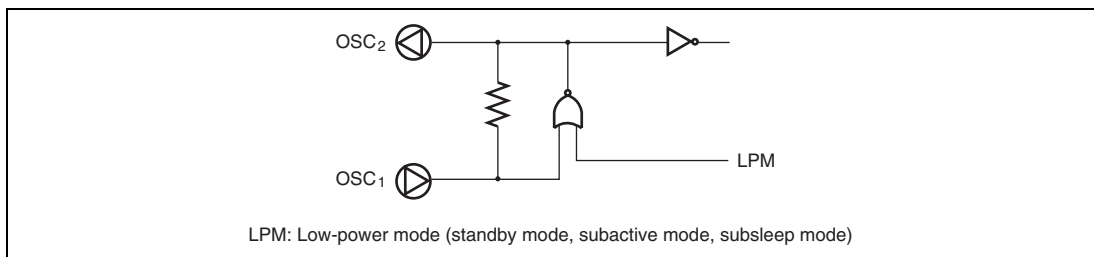 OSC2
OSC1
LPM
LPM: Low-power mode (standby mode, subactive mode, subsleep mode)